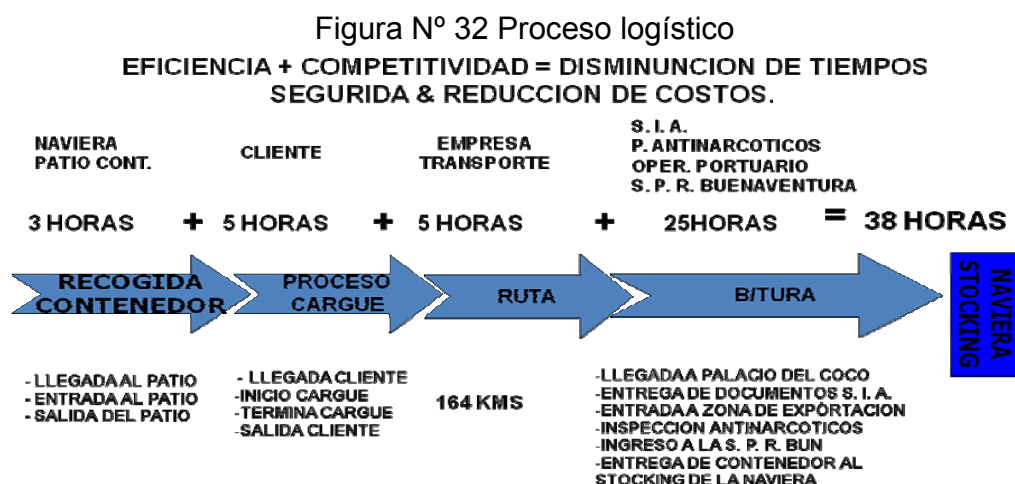 Figura Nº 32 Proceso logístico
EFICIENCIA + COMPETITIVIDAD = DISMINUNCION DE TIEMPOS
SEGURIDA & REDUCCION DE COSTOS.
NAVIERA
PATIO CONT.
CLIENTE
EMPRESA
TRANSPORTE
S. I. A.
P. ANTINARCOTICOS
OPER. PORTUARIO
S. P. R. BUENAVENTURA
3 HORAS + 5 HORAS + 5 HORAS + 25HORAS = 38 HORAS
RECOGIDA
CONTENEDOR
PROCESO
CARGUE
RUTA
B/TURA
NAVIERA
STOCKING
- LLEGADA AL PATIO
- ENTRADA AL PATIO
- SALIDA DEL PATIO
- LLEGADA CLIENTE
-INICIO CARGUE
-TERMINA CARGUE
-SALIDA CLIENTE
164 KMS
-LLEGADA A PALACIO DEL COCO
-ENTREGA DE DOCUMENTOS S. I. A.
-ENTRADA A ZONA DE EXPÓRTACION
-INSPECCION ANTINARCOTICOS
-INGRESO A LA S. P. R. BUN
-ENTREGA DE CONTENEDOR AL
STOCKING DE LA NAVIERA